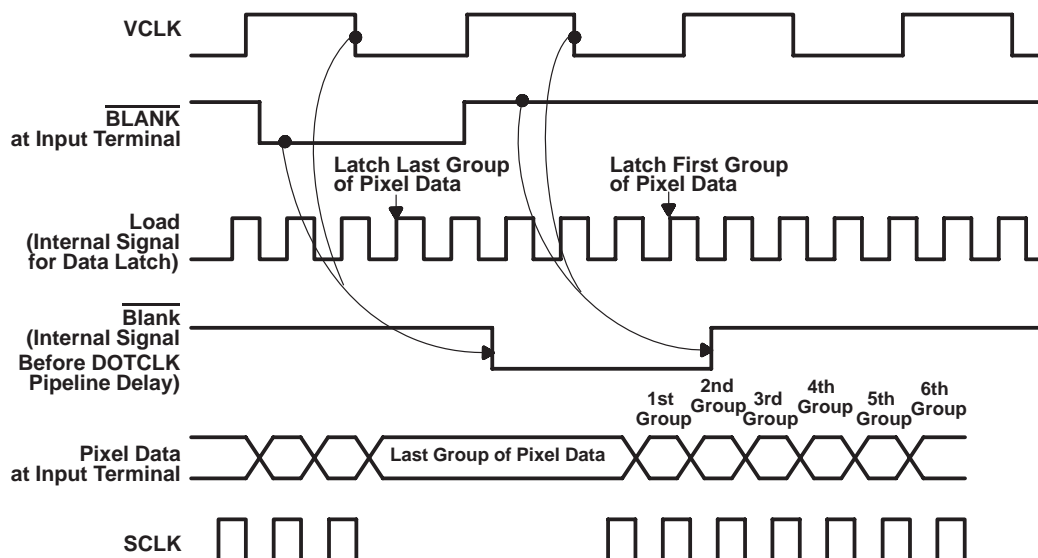 VCLK
BLANK
at Input Terminal
Latch Last Group
of Pixel Data
Latch First Group
of Pixel Data
Load
(Internal Signal
for Data Latch)
Blank
(Internal Signal
Before DOTCLK
Pipeline Delay)
1st
Group
2nd
Group
3rd
Group
4th
Group
5th
Group
6th
Group
Pixel Data
at Input Terminal
Last Group of Pixel Data
SCLK